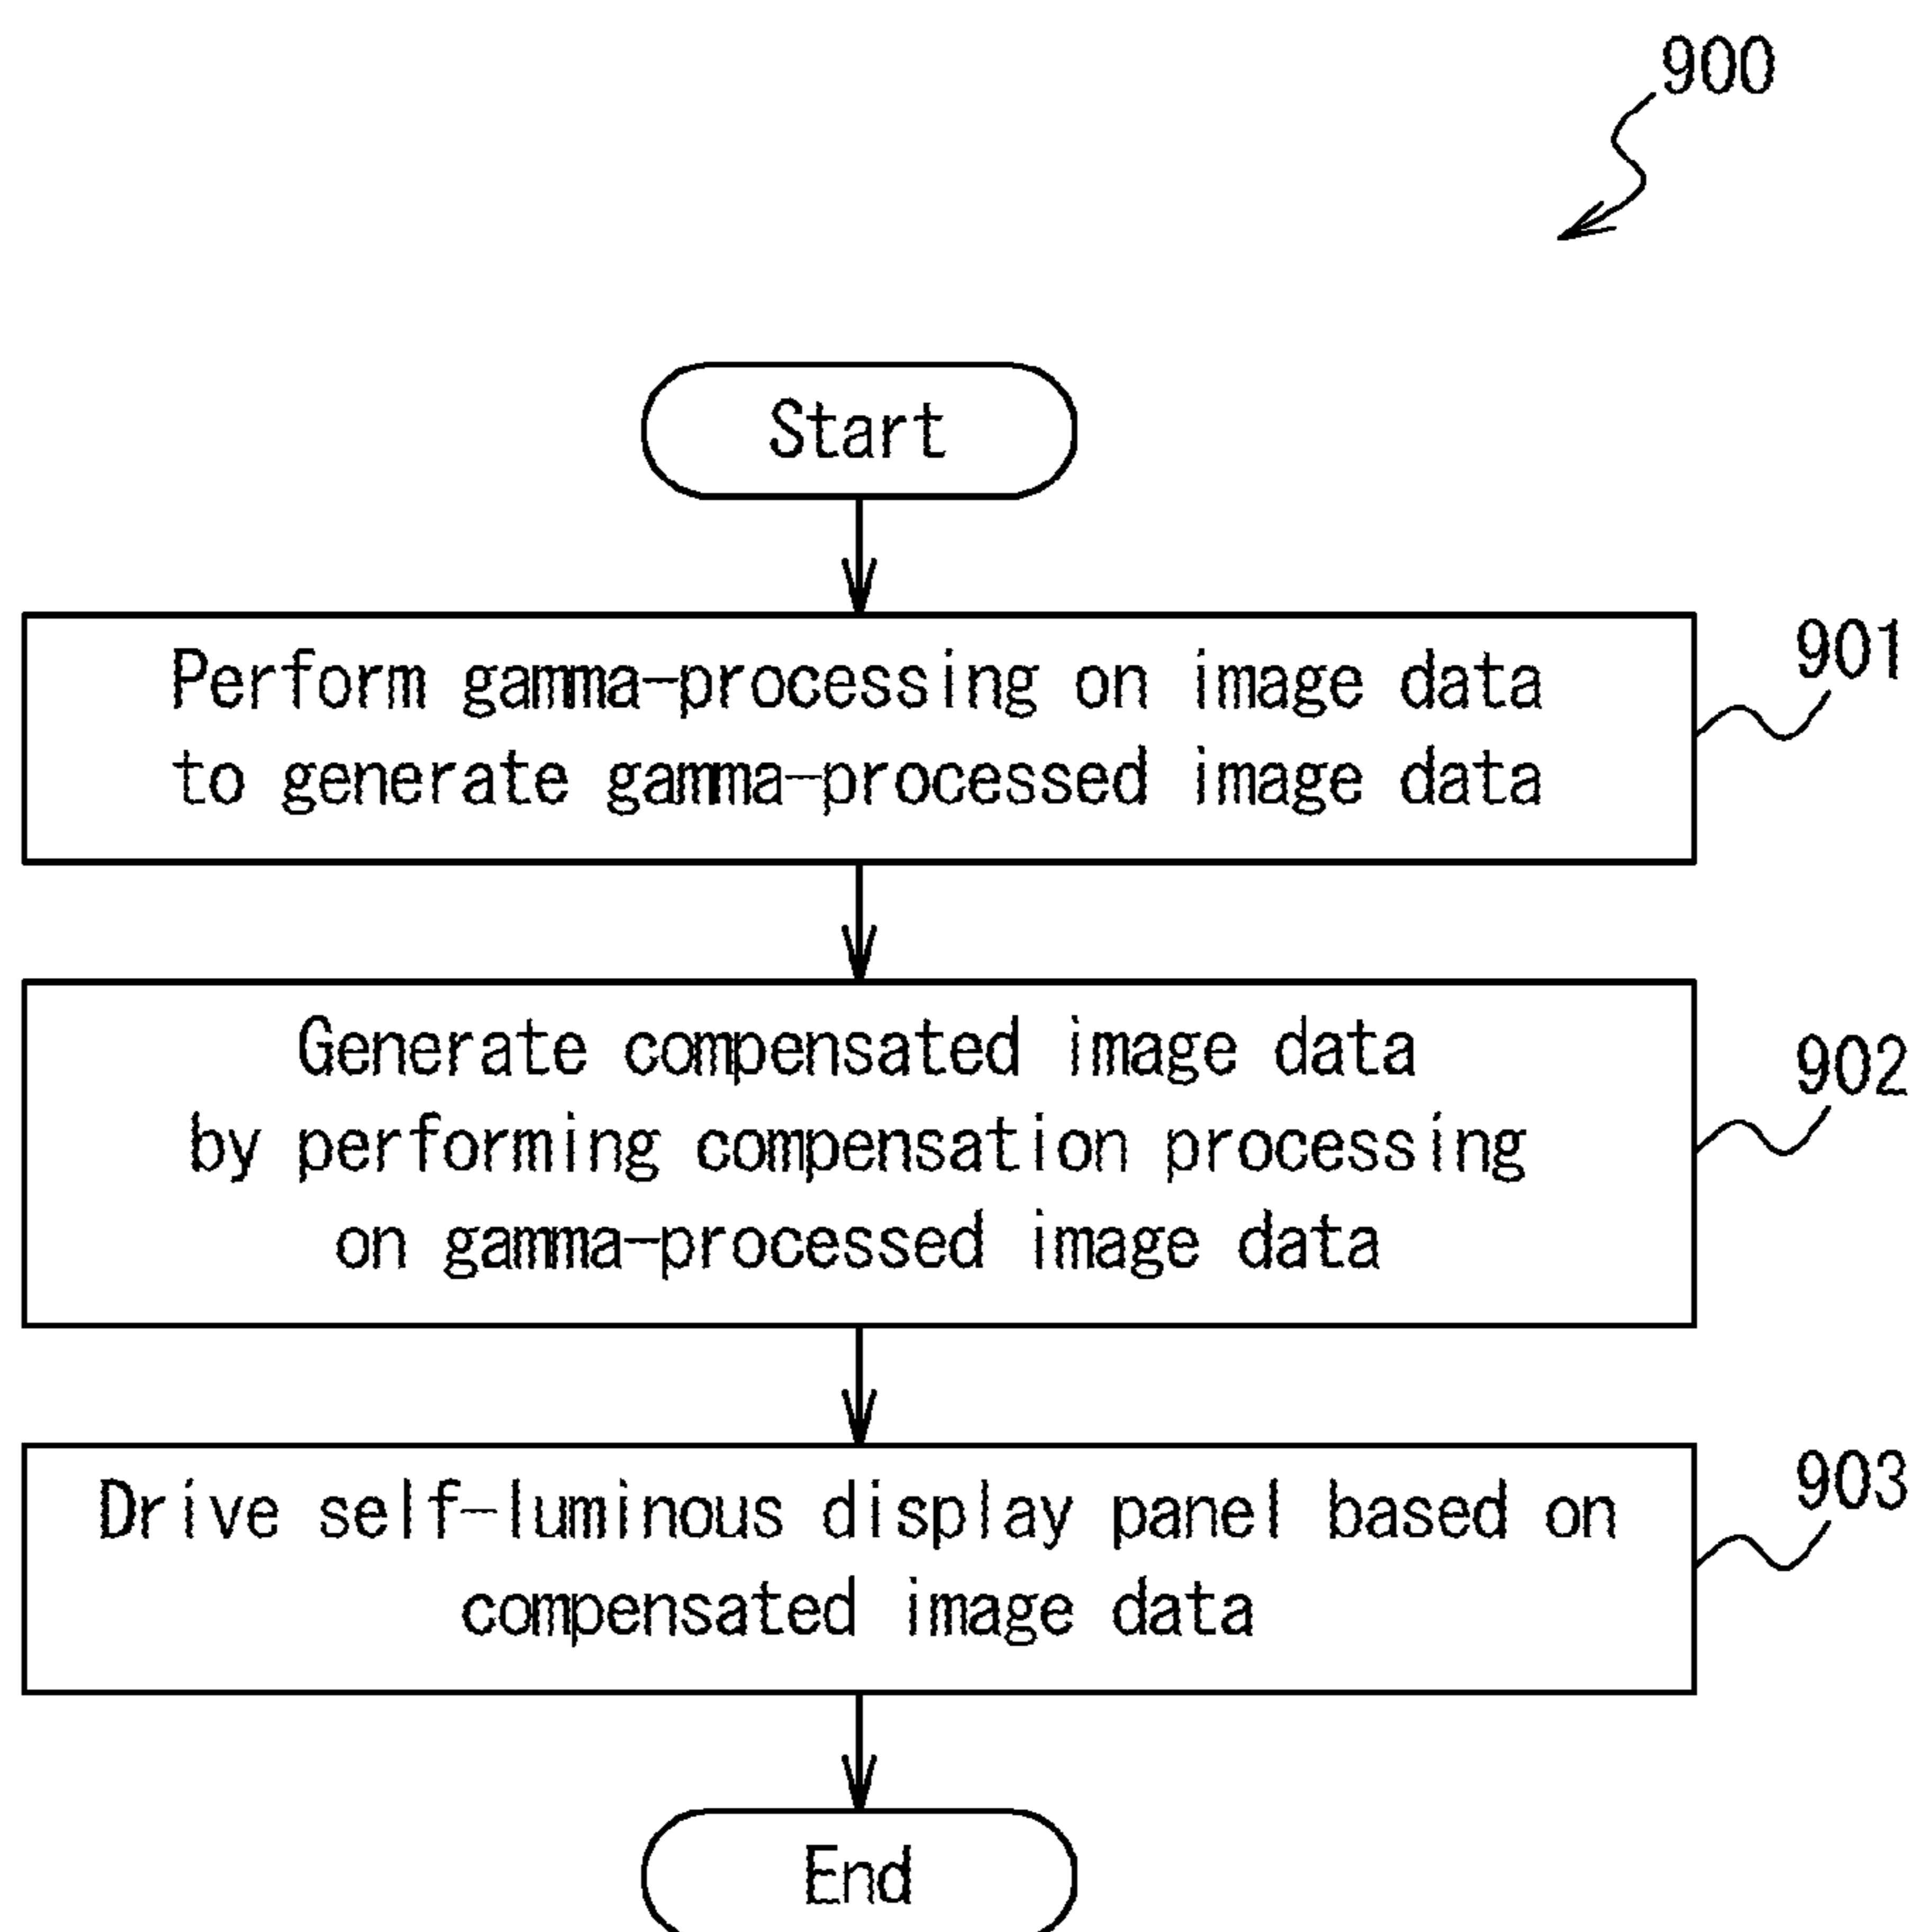 900
Start
Perform gamma-processing on image data
to generate gamma-processed image data
901
Generate compensated image data
by performing compensation processing
on gamma-processed image data
902
Drive self-luminous display panel based on
compensated image data
903
End